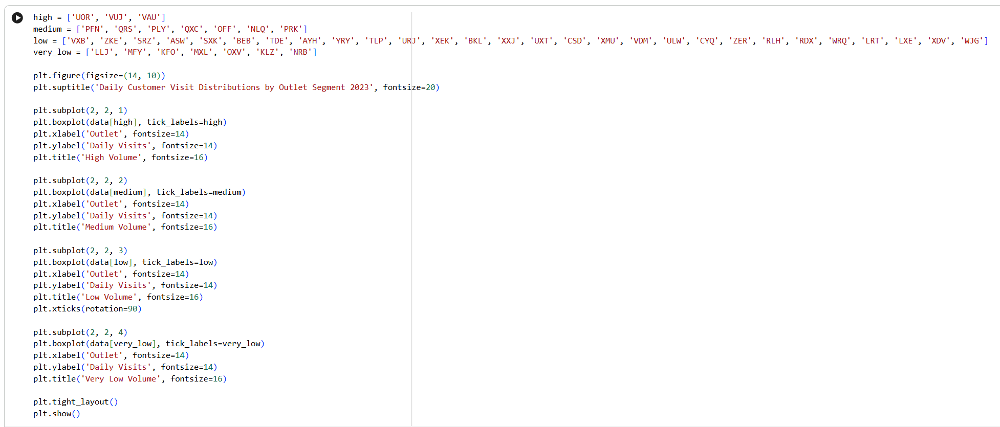 high = ['UOR', 'VUJ', 'VAU']
medium = ['PFN', 'QRS', 'PLY', 'QXC', 'OFF', 'NLQ', 'PRK']
low = ['VXB', 'ZKE', 'SRZ', 'ASW', 'SXK', 'BEB', 'TDE', 'AYH', 'YRY', 'TLP', 'URJ', 'XEK', 'BKL', 'XXJ', 'UXT', 'CSD', 'XMU', 'VDM', 'ULW', 'CYQ', 'ZER', 'RLH', 'RDX', 'WRQ', 'LRT', 'LXE', 'XDV', 'WJG']
very_low = ['LLJ', 'MFY', 'KFO', 'MXL', 'OXV', 'KLZ', 'NRB']

plt.figure(figsize=(14, 10))
plt.suptitle('Daily Customer Visit Distributions by Outlet Segment 2023', fontsize=20)

plt.subplot(2, 2, 1)
plt.boxplot(data[high], tick_labels=high)
plt.xlabel('Outlet', fontsize=14)
plt.ylabel('Daily Visits', fontsize=14)
plt.title('High Volume', fontsize=16)

plt.subplot(2, 2, 2)
plt.boxplot(data[medium], tick_labels=medium)
plt.xlabel('Outlet', fontsize=14)
plt.ylabel('Daily Visits', fontsize=14)
plt.title('Medium Volume', fontsize=16)

plt.subplot(2, 2, 3)
plt.boxplot(data[low], tick_labels=low)
plt.xlabel('Outlet', fontsize=14)
plt.ylabel('Daily Visits', fontsize=14)
plt.title('Low Volume', fontsize=16)
plt.xticks(rotation=90)

plt.subplot(2, 2, 4)
plt.boxplot(data[very_low], tick_labels=very_low)
plt.xlabel('Outlet', fontsize=14)
plt.ylabel('Daily Visits', fontsize=14)
plt.title('Very Low Volume', fontsize=16)

plt.tight_layout()
plt.show()